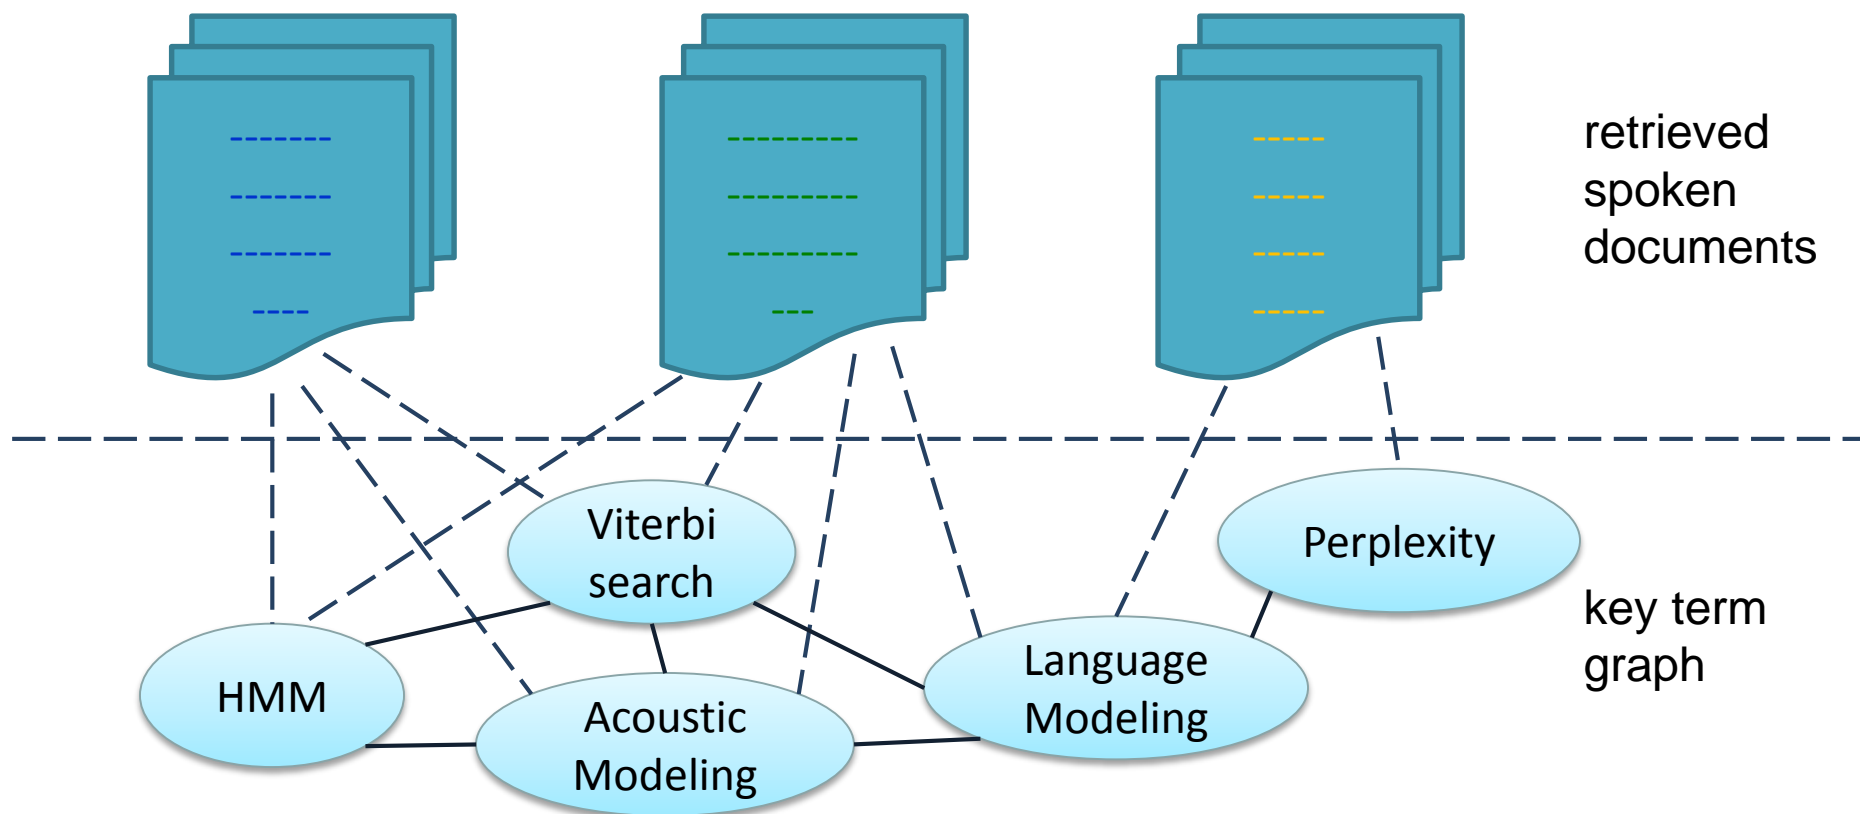 retrieved
spoken
documents
Viterbi
search
Perplexity
key term
graph
HMM
Acoustic
Modeling
Language
Modeling